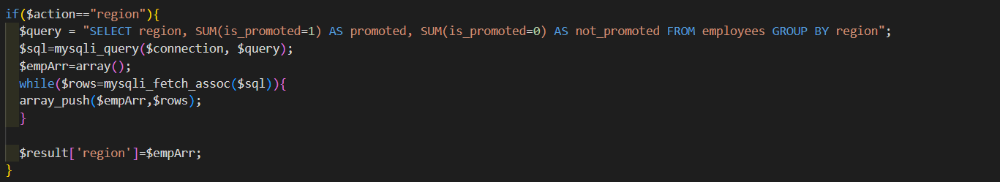 if($action=="region"){
$query = "SELECT region, SUM(is_promoted=1) AS promoted, SUM(is_promoted=0) AS not_promoted FROM employees GROUP BY region";
$sql=mysqli_query($connection, $query);
$empArr=array();
while($rows=mysqli_fetch_assoc($sql)){
array_push($empArr,$rows);
}
$result['region']=$empArr;
}